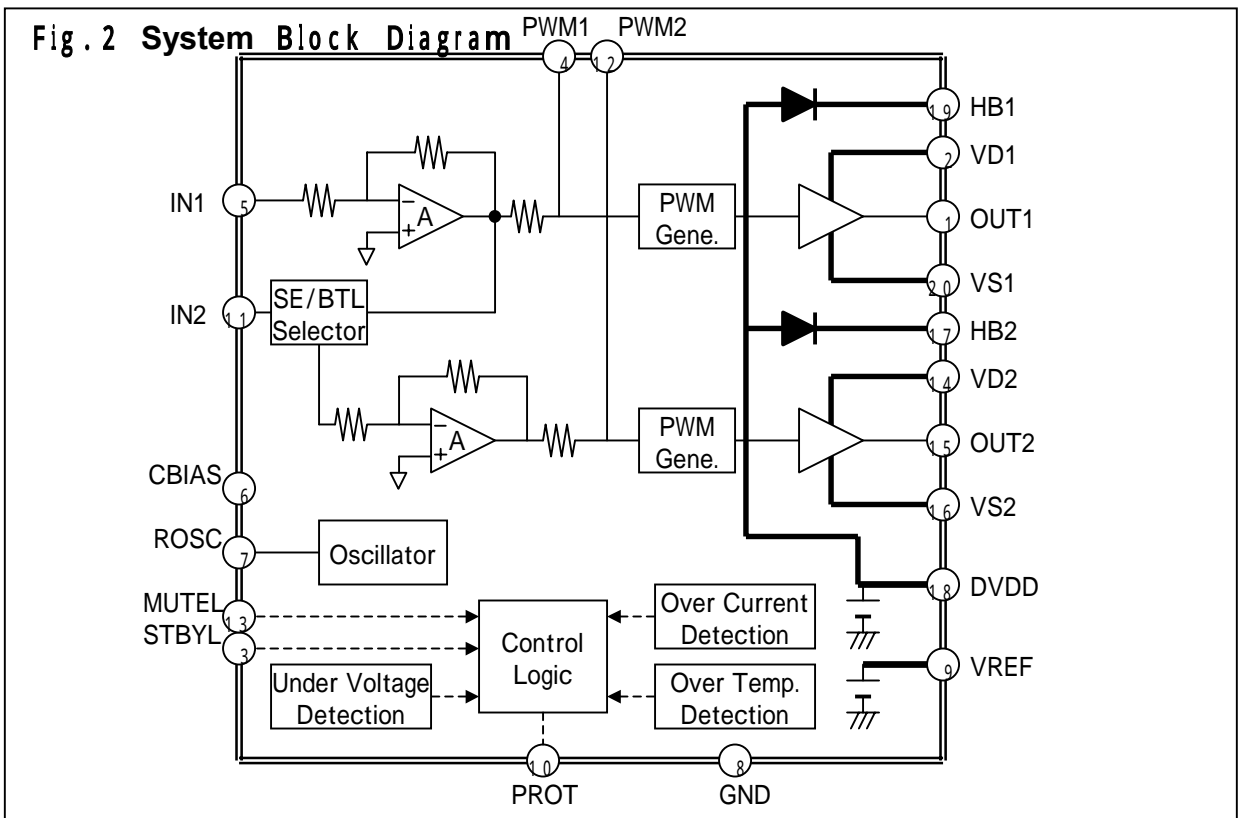 Fig.2 System Block Diagram
PWM1
PWM2
4
12
IN1
5
A
−
+
PWM
Gene.
19
HB1
2
VD1
1
OUT1
20
VS1
IN2
11
SE/BTL
Selector
17
HB2
14
VD2
A
−
+
PWM
Gene.
15
OUT2
16
VS2
CBIAS
6
ROSC
7
Oscillator
18
DVDD
MUTEL
13
STBYL
3
Control
Logic
Over Current
Detection
Under Voltage
Detection
Over Temp.
Detection
9
VREF
10
PROT
8
GND